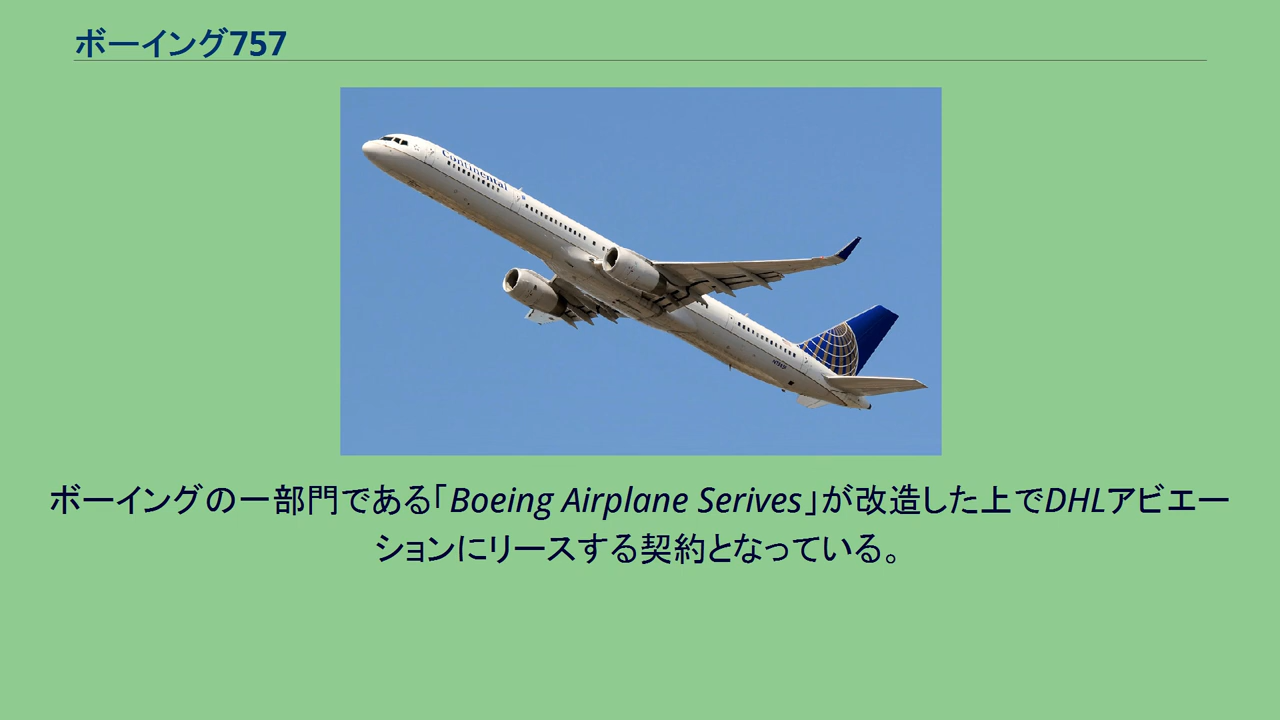 ボーイング757
Continental
ボーイングの一部門である「Boeing Airplane Serives」が改造した上でDHLアビエー
ションにリースする契約となっている。